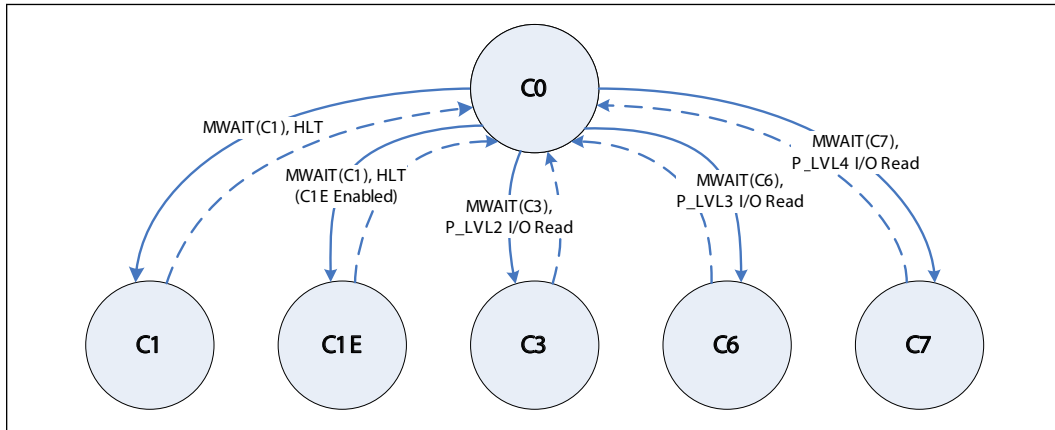 C0
MWAIT(C1), HLT
MWAIT(C1), HLT
(C1E Enabled)
MWAIT(C3),
P_LVL2 I/O Read
MWAIT(C6),
P_LVL3 I/O Read
MWAIT(C7),
P_LVL4 I/O Read
C1
C1E
C3
C6
C7